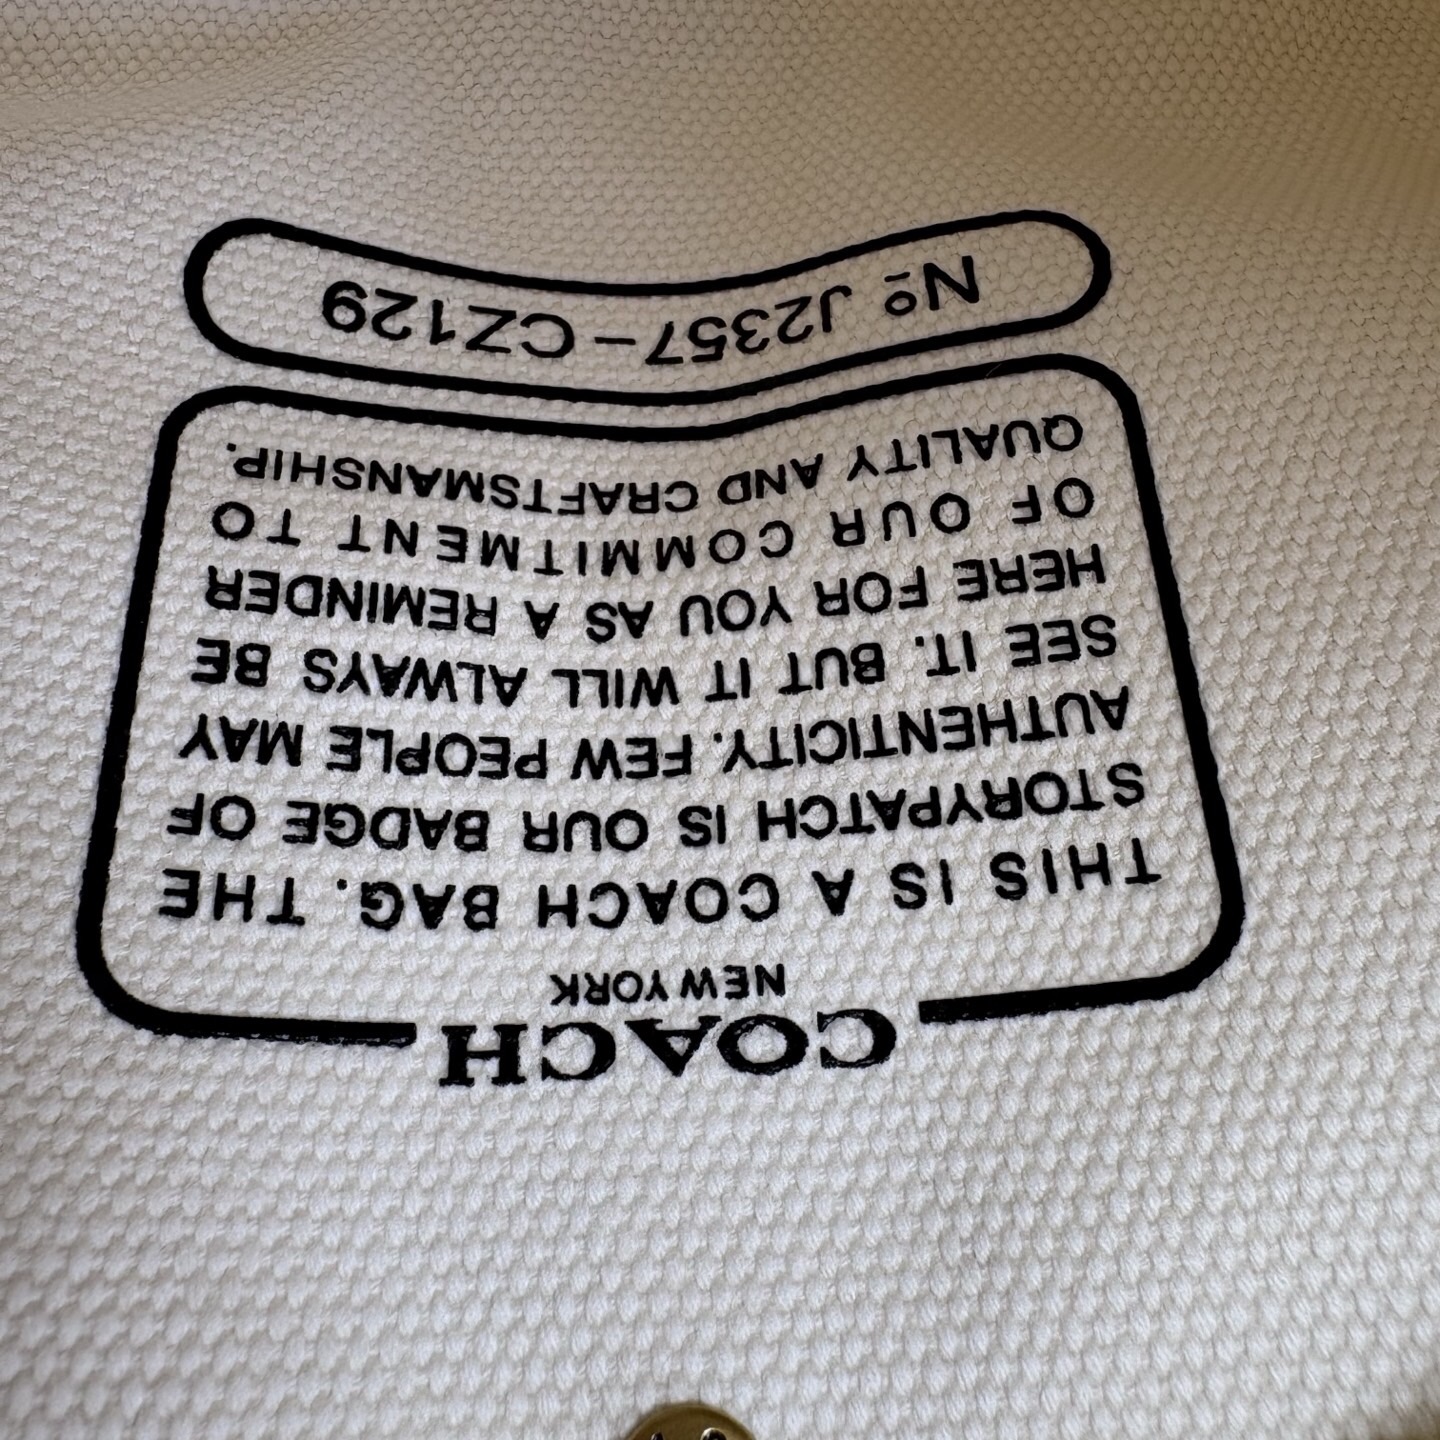 COACH
NEW YORK
THIS IS A COACH BAG. THE
STORYPATCH IS OUR BADGE OF
AUTHENTICITY. FEW PEOPLE MAY
SEE IT. BUT IT WILL ALWAYS BE
HERE FOR YOU AS A REMINDER
OF OUR COMMITMENT TO
QUALITY AND CRAFTSMANSHIP.
Nº J2357-CZ129